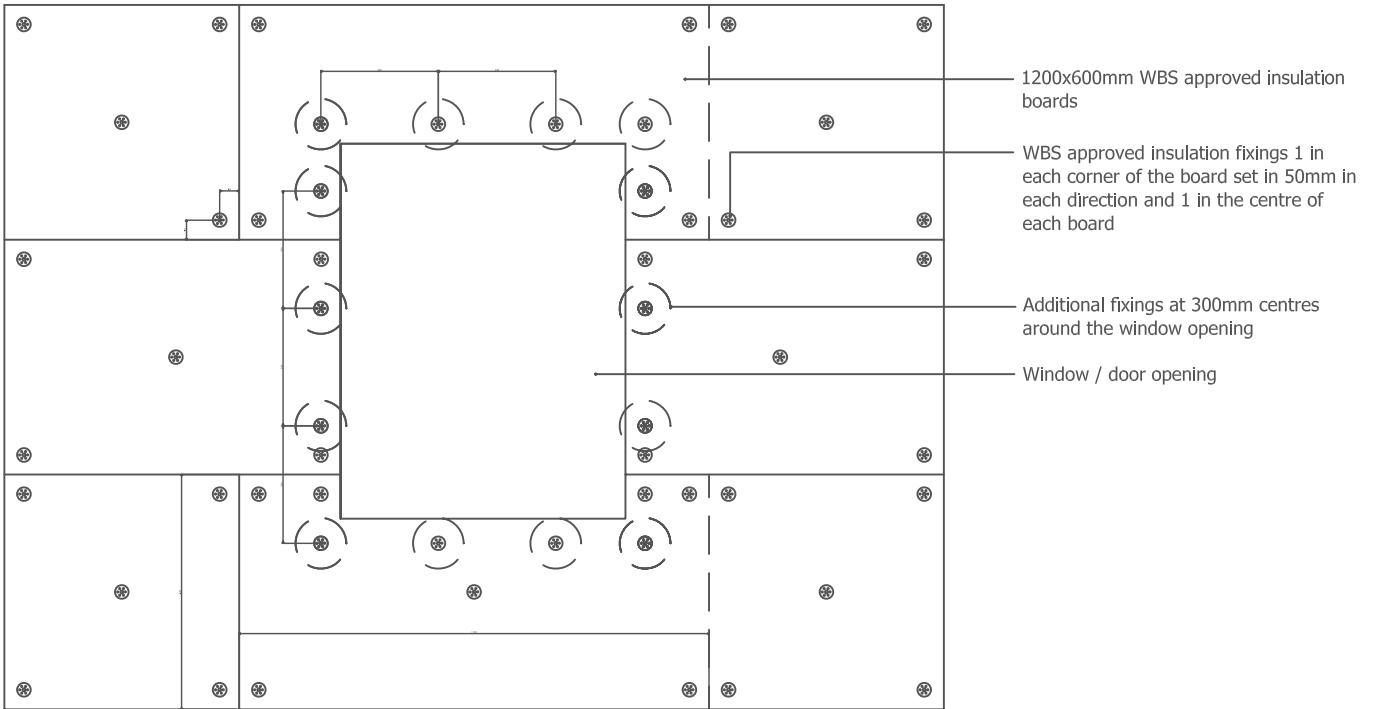 1200x600mm WBS approved insulation
boards
WBS approved insulation fixings 1 in
each corner of the board set in 50mm in
each direction and 1 in the centre of
each board
Additional fixings at 300mm centres
around the window opening
Window / door opening